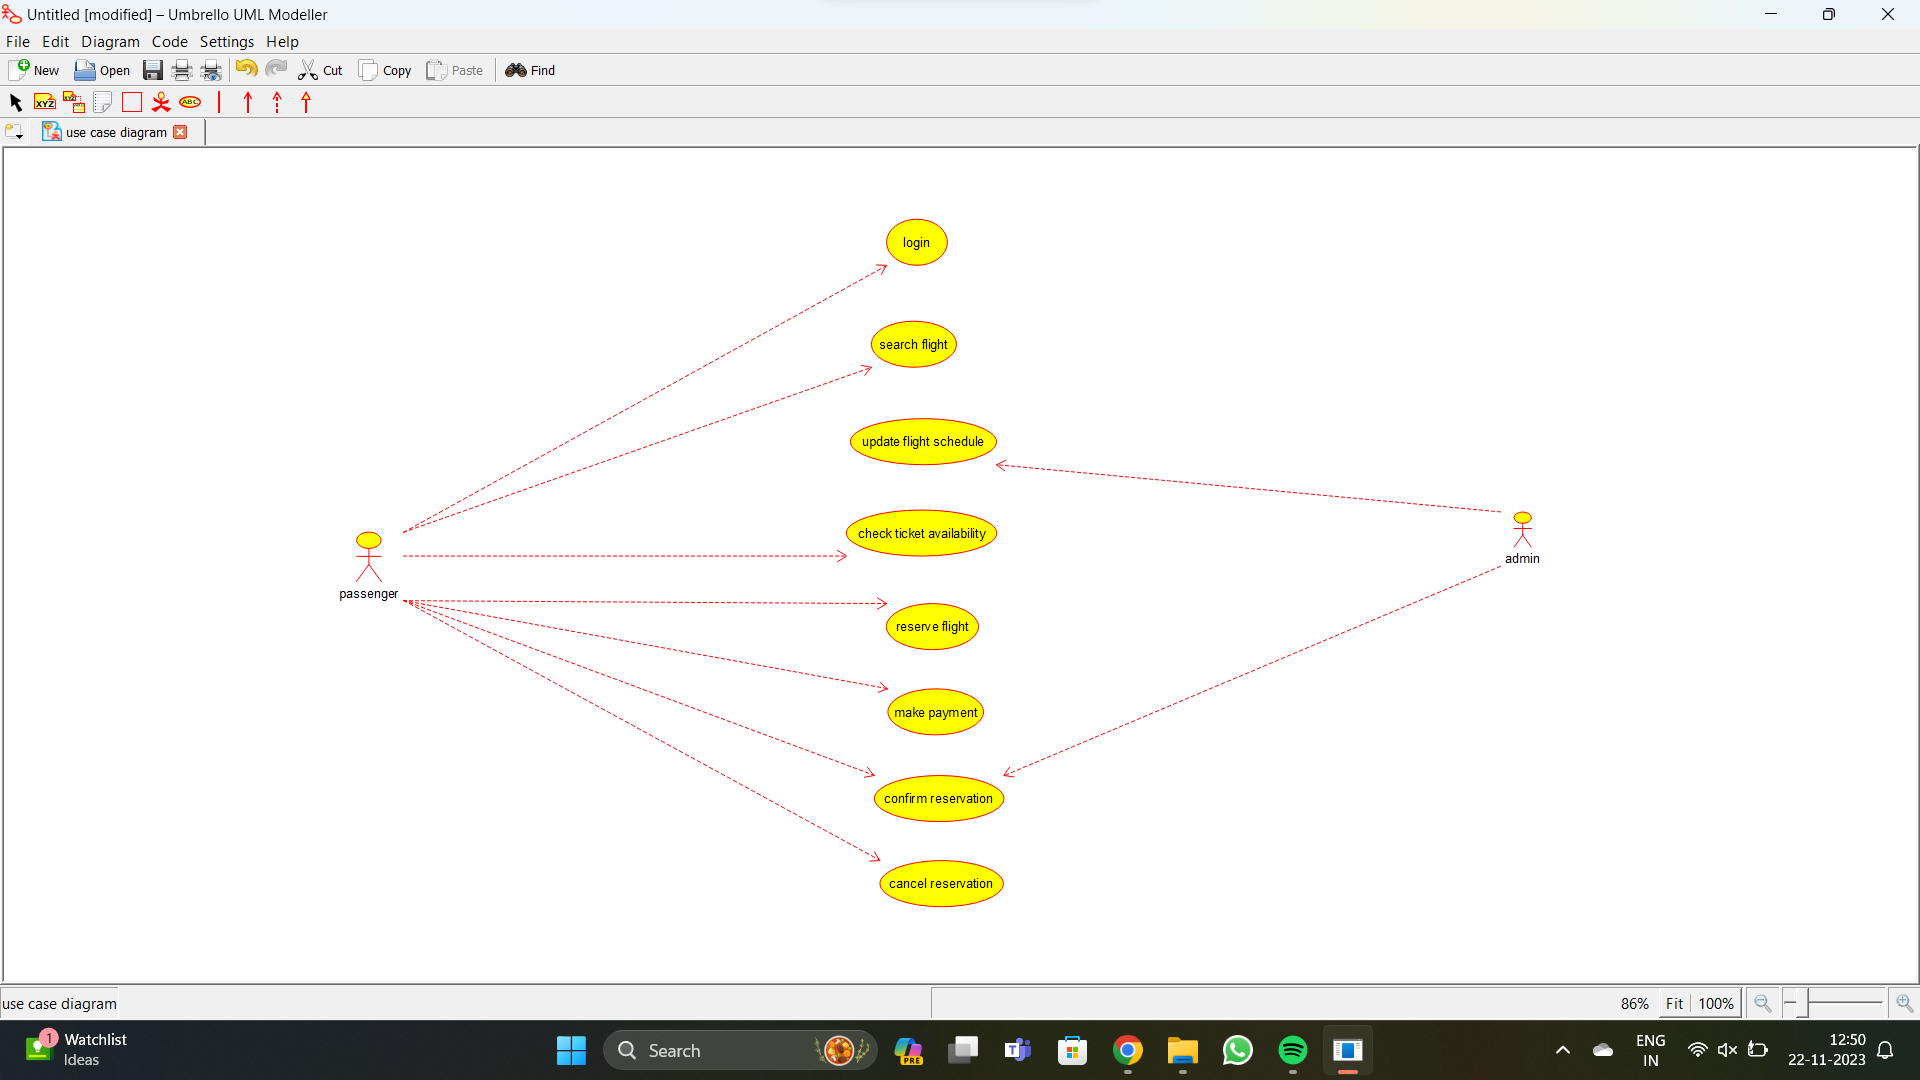 Untitled [modified] – Umbrello UML Modeller
File Edit Diagram Code Settings Help
New Open Cut Copy Paste Find
XYZ XYZ ABC
use case diagram
login
search flight
update flight schedule
check ticket availability
admin
passenger
reserve flight
make payment
confirm reservation
cancel reservation
use case diagram 86% Fit 100%
1 Watchlist
Ideas
Search
PRE
ENG
IN
12:50
22-11-2023